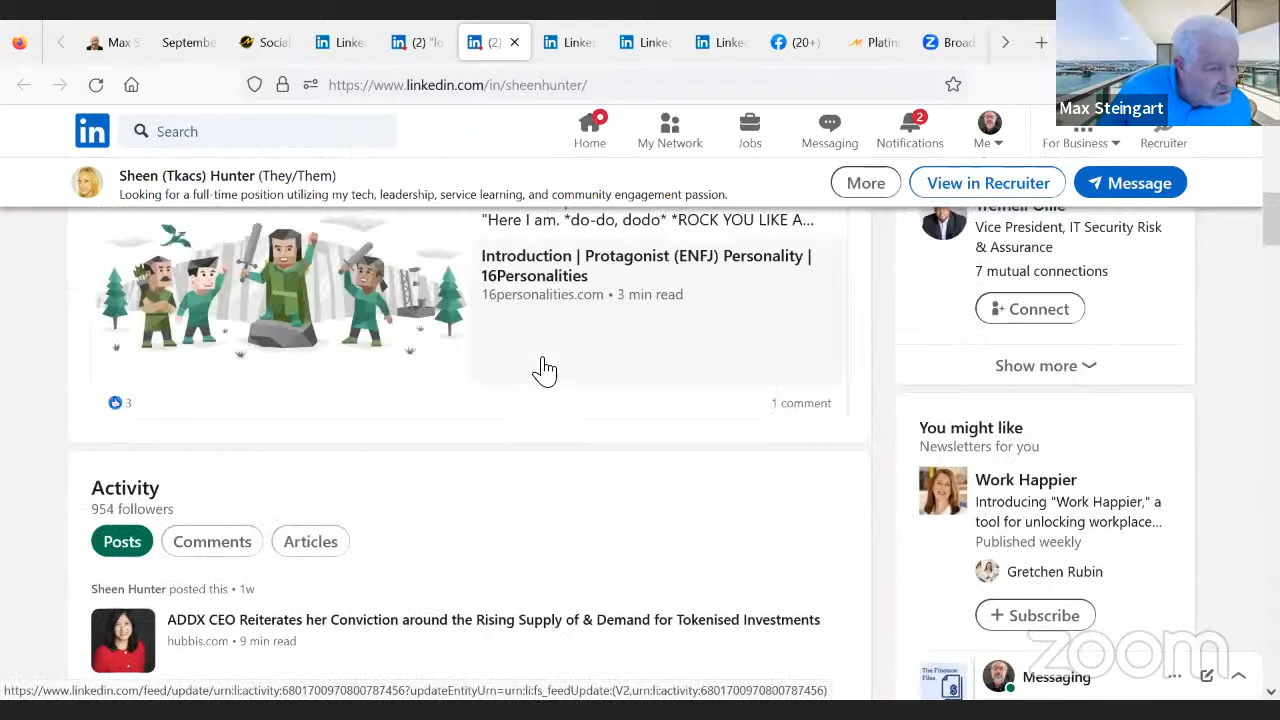 Max S
Septembe
Social
Linke
(2) "lo
(2)
Linke
Linke
Linke
(20+)
Platin
Broad
Max Steingart
https://www.linkedin.com/in/sheenhunter/
in
Search
Home
My Network
Jobs
Messaging
2
Notifications
Me
For Business
Recruiter
Sheen (Tkacs) Hunter (They/Them)
Looking for a full-time position utilizing my tech, leadership, service learning, and community engagement passion.
More
View in Recruiter
Message
"Here I am. *do-do, dodo* *ROCK YOU LIKE A...
Introduction | Protagonist (ENFJ) Personality |
16Personalities
16personalities.com • 3 min read
3
1 comment
Vice President, IT Security Risk
& Assurance
7 mutual connections
Connect
Show more
Activity
954 followers
Posts
Comments
Articles
Sheen Hunter posted this • 1w
ADDX CEO Reiterates her Conviction around the Rising Supply of & Demand for Tokenised Investments
hubbis.com • 9 min read
You might like
Newsletters for you
Work Happier
Introducing "Work Happier," a
tool for unlocking workplace...
Published weekly
Gretchen Rubin
+ Subscribe
zoom
The Finance
Files
Messaging
https://www.linkedin.com/feed/update/urn:li:activity:6801700970800787456?updateEntityUrn=urn:li:fs_feedUpdate:(V2,urn:li:activity:6801700970800787456)